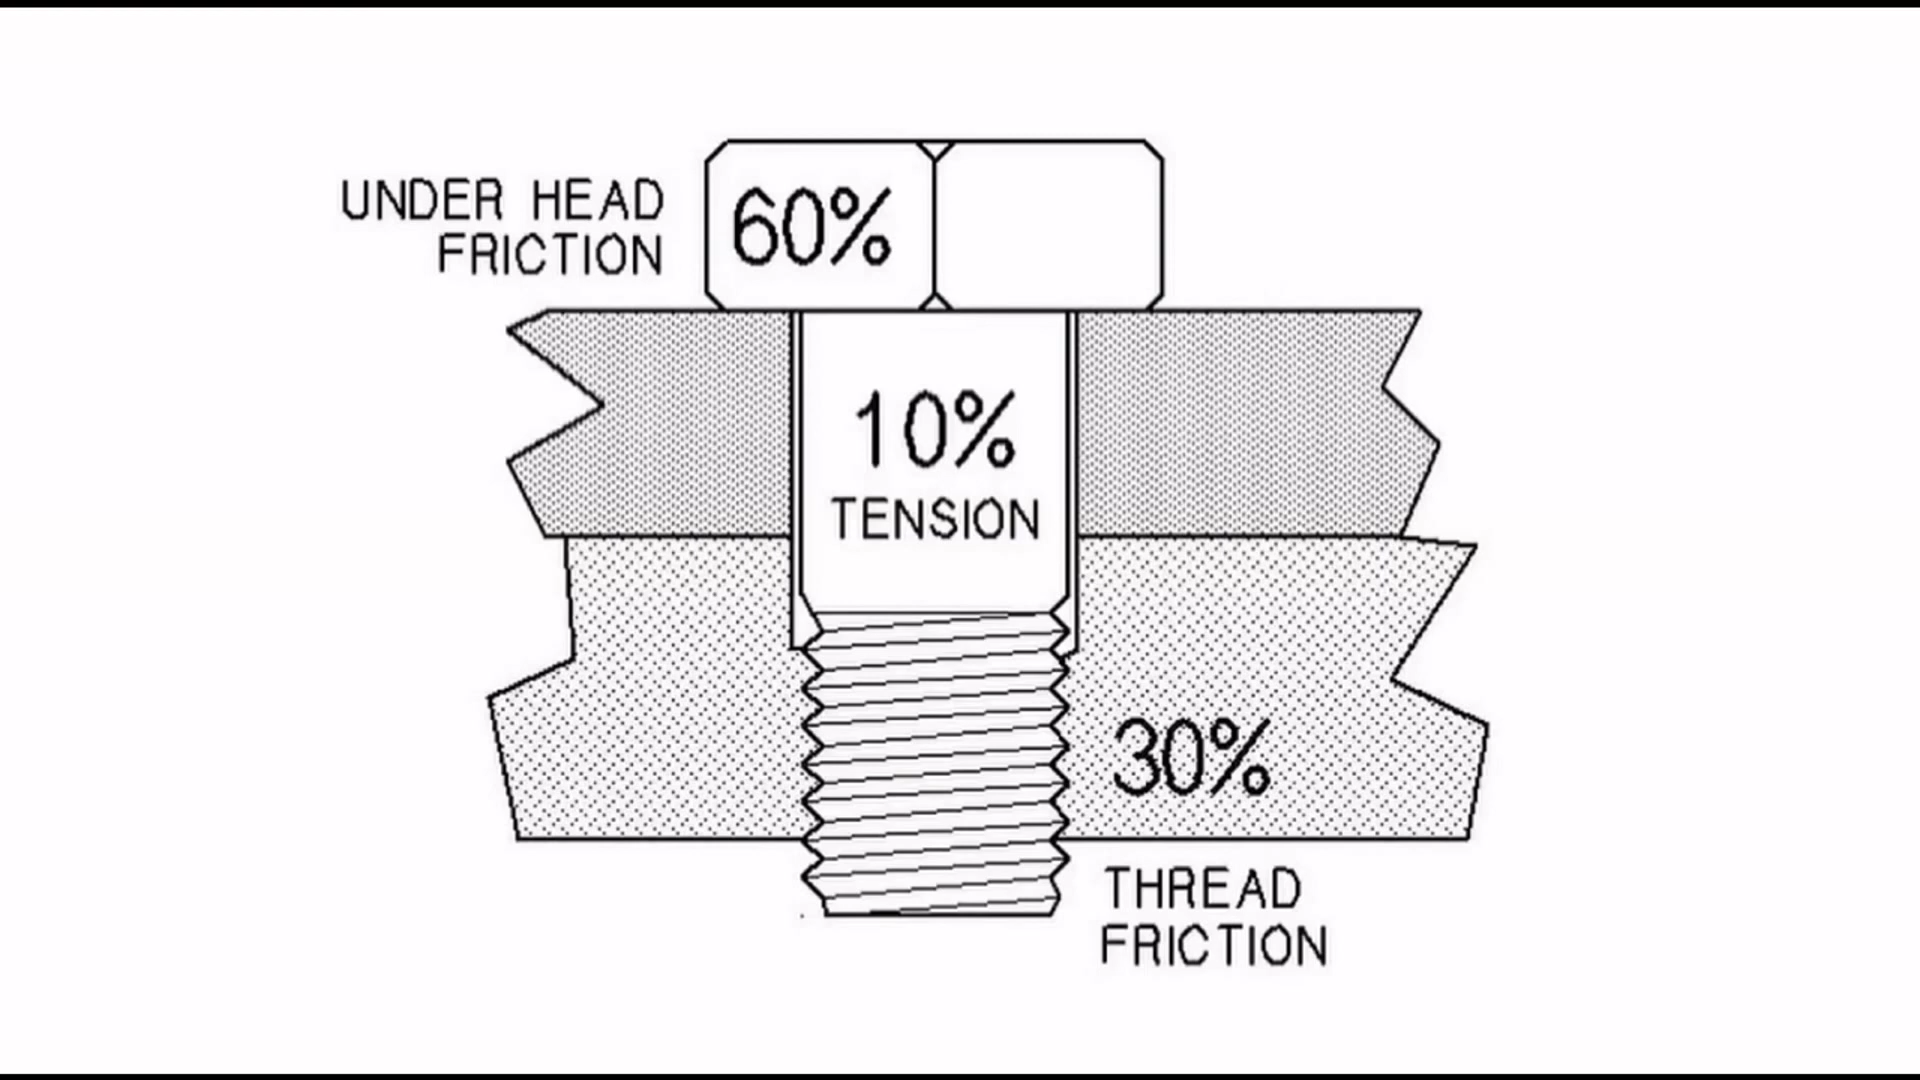 UNDER HEAD
FRICTION
60%
10%
TENSION
30%
THREAD
FRICTION